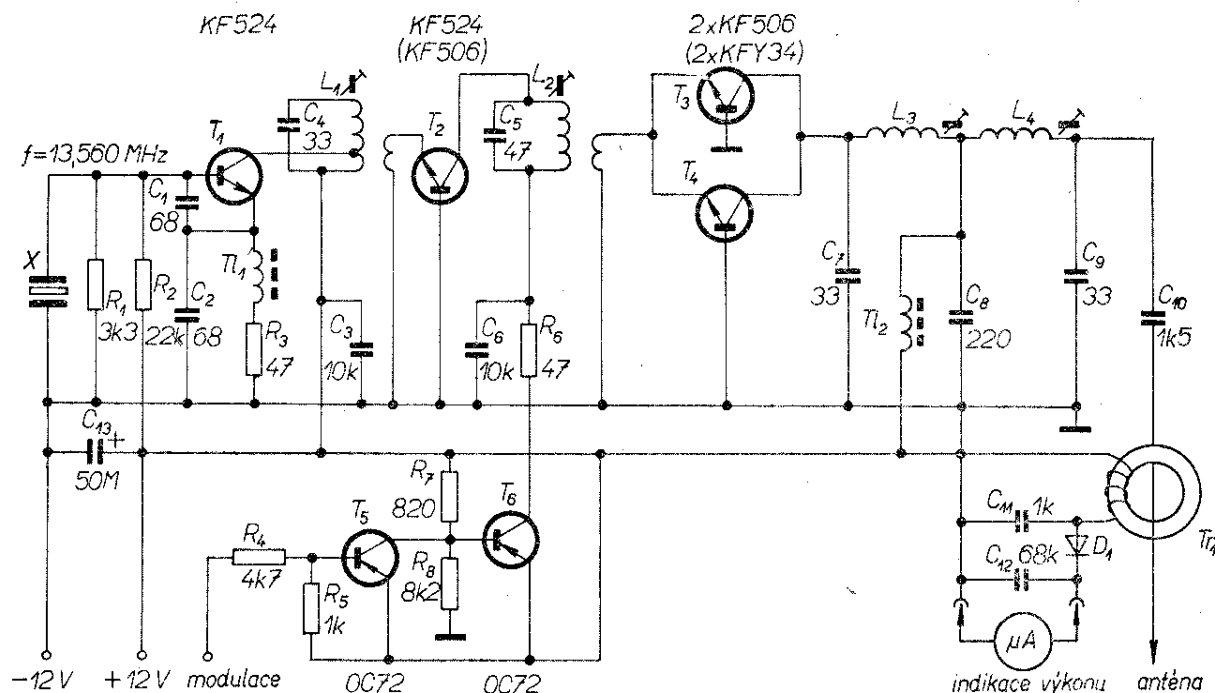 KF524
KF524
(KF506)
2xKF506
(2xKFY34)
L1
L2
L3
L4
T1
C4
33
T2
C5
47
T3
T4
f=13,560 MHz
C1
68
X
R1
3k3
R2
22k
C2
68
Tl1
R3
47
C3
10k
C6
10k
R6
47
C7
33
Tl2
C8
220
C9
33
C10
1k5
C13
+
50M
R7
820
T5
T6
R4
4k7
R5
1k
R8
8k2
C11
1k
C12
68k
D1
Tr1
µA
-12V
+12V
modulace
OC72
OC72
indikace výkonu
anténa